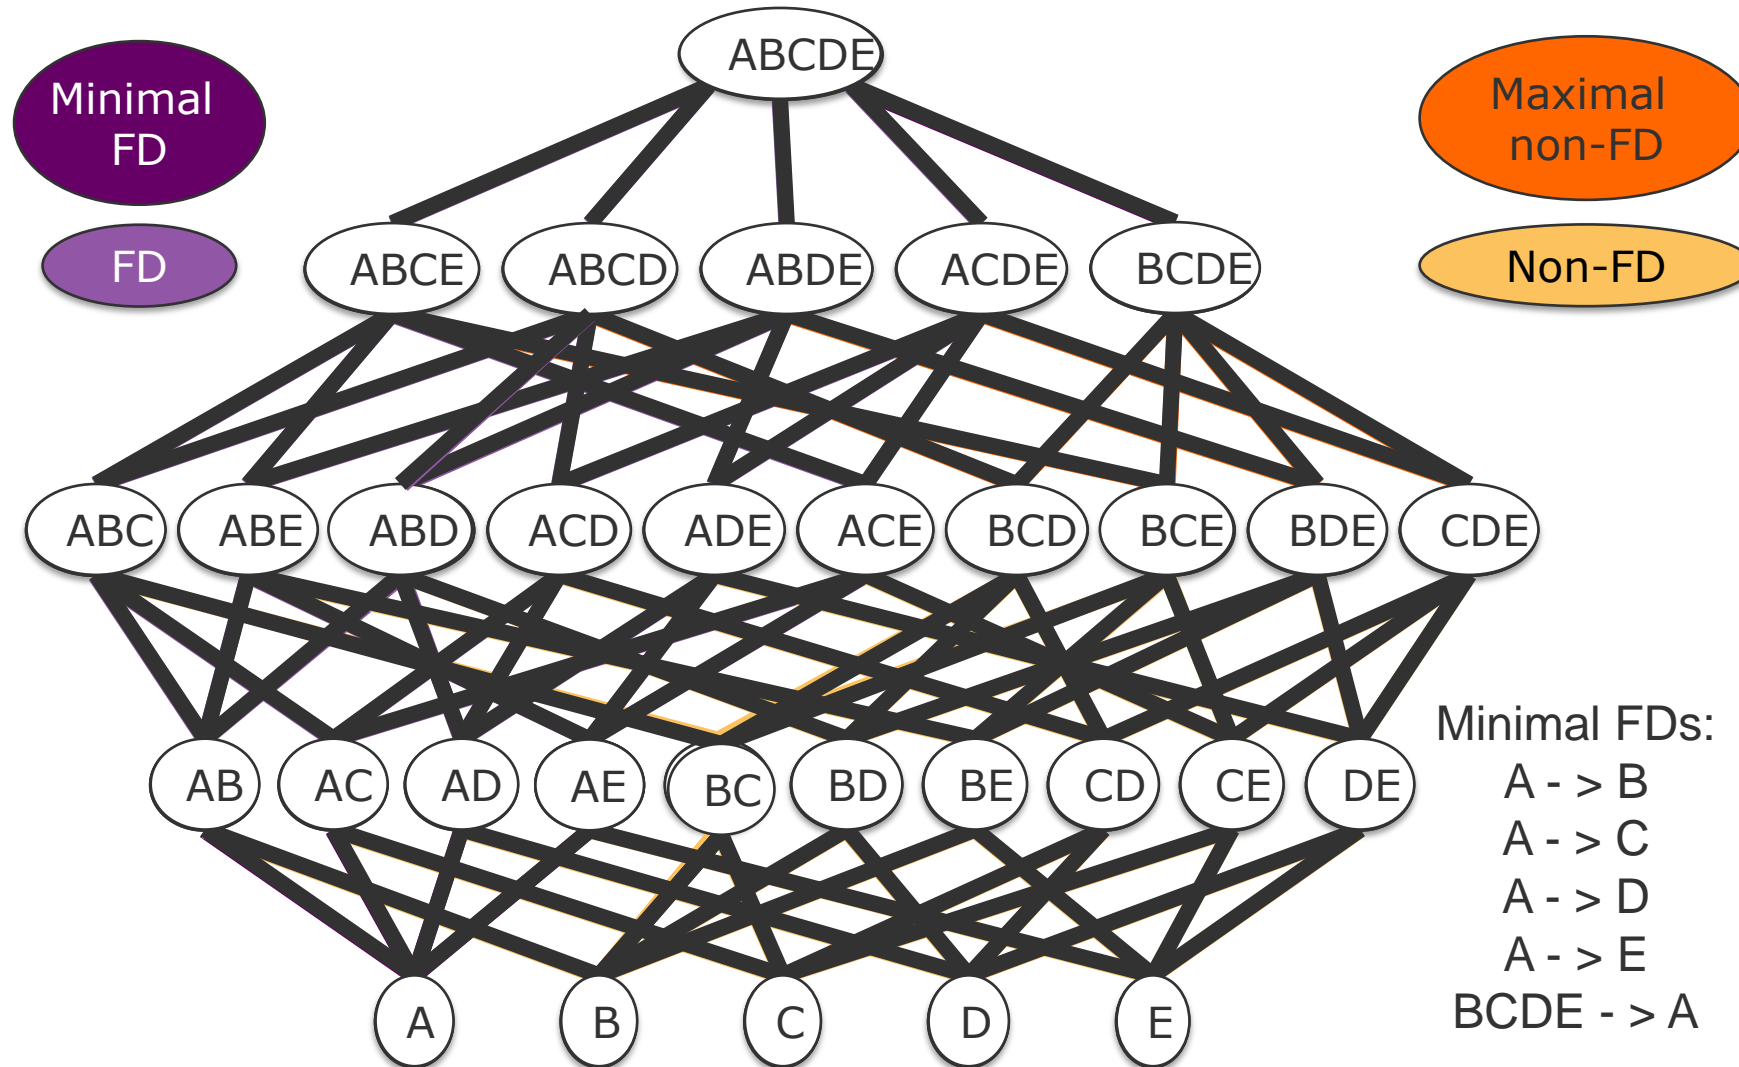 ABCDE
Minimal
FD
Maximal
non-FD
FD
Non-FD
ABCE
ABCD
ABDE
ACDE
BCDE
ABC
ABE
ABD
ACD
ADE
ACE
BCD
BCE
BDE
CDE
AB
AC
AD
AE
BC
BD
BE
CD
CE
DE
A
B
C
D
E
Minimal FDs:
A - > B
A - > C
A - > D
A - > E
BCDE - > A